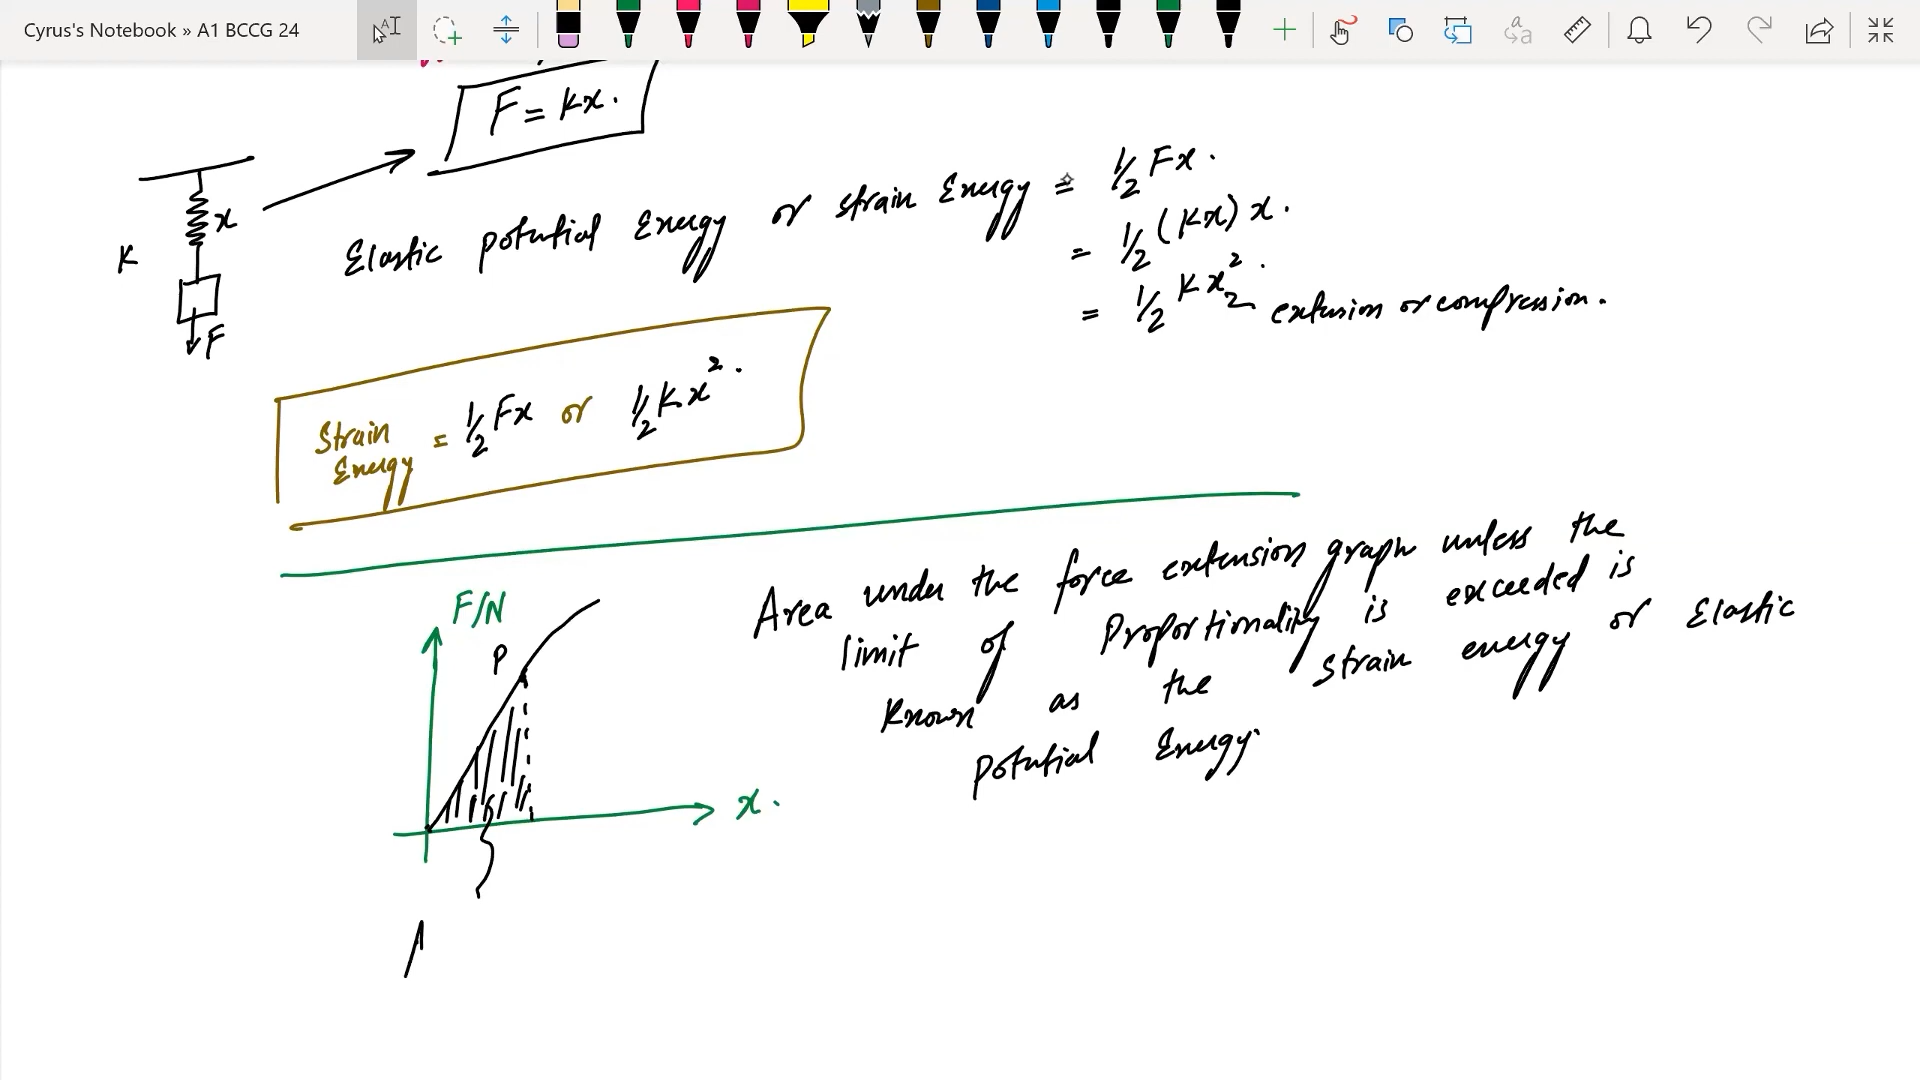 Cyrus's Notebook » A1 BCCG 24
F = kx.
x
K
F
Elastic potential Energy or strain Energy = 1/2 Fx.
= 1/2 (Kx) x.
= 1/2 K x².
extension or compression.
Strain Energy = 1/2 Fx or 1/2 K x².
F/N
P
x.
Area under the force extension graph unless the
limit of Proportionality is exceeded is
known as the strain energy or Elastic
potential Energy.